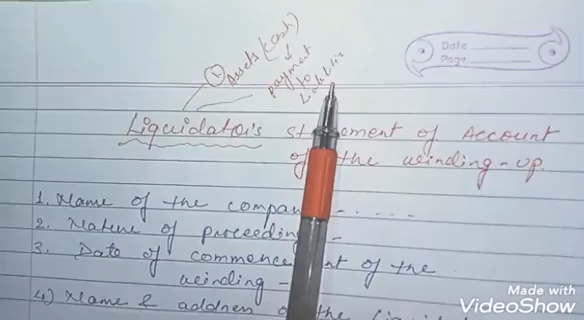 ① Assets (Cash)
payment
to
Date
Page
Liquidator's Statement of Account
of the winding-up.
1. Name of the company - . . . .
2. Nature of proceeding -
3. Date of commencement of the
winding -
4) Name & address of the
Made with
VideoShow